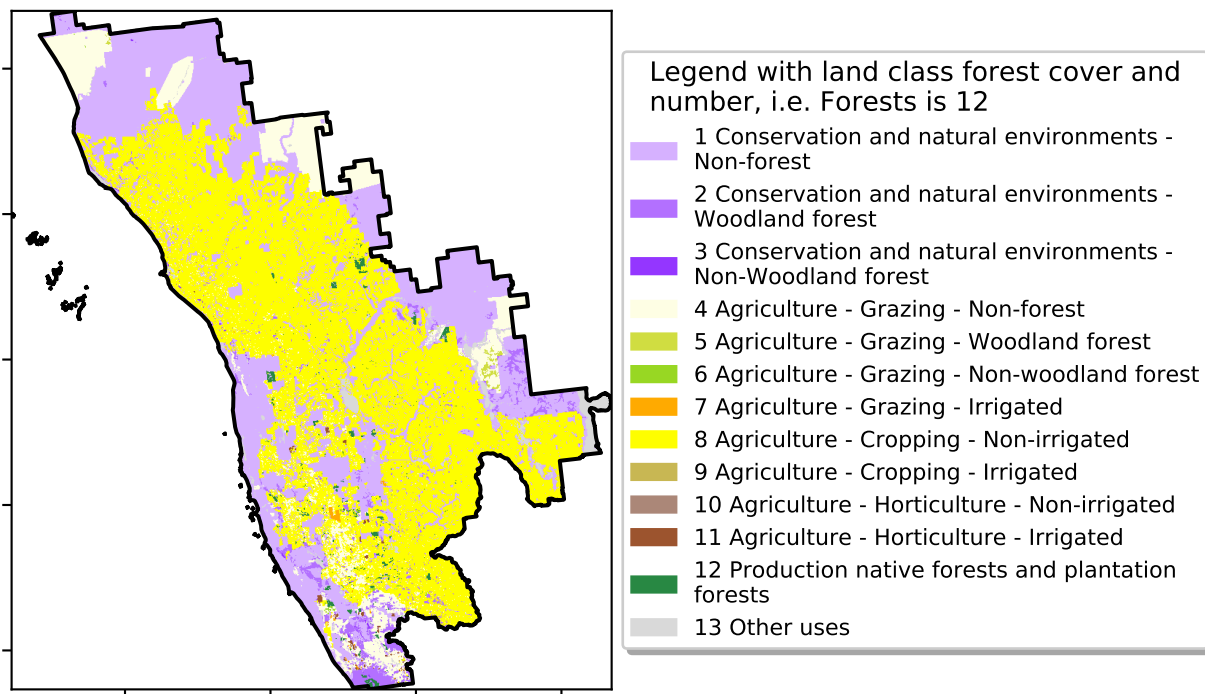 Legend with land class forest cover and
number, i.e. Forests is 12
1 Conservation and natural environments -
Non-forest
2 Conservation and natural environments -
Woodland forest
3 Conservation and natural environments -
Non-Woodland forest
4 Agriculture - Grazing - Non-forest
5 Agriculture - Grazing - Woodland forest
6 Agriculture - Grazing - Non-woodland forest
7 Agriculture - Grazing - Irrigated
8 Agriculture - Cropping - Non-irrigated
9 Agriculture - Cropping - Irrigated
10 Agriculture - Horticulture - Non-irrigated
11 Agriculture - Horticulture - Irrigated
12 Production native forests and plantation
forests
13 Other uses